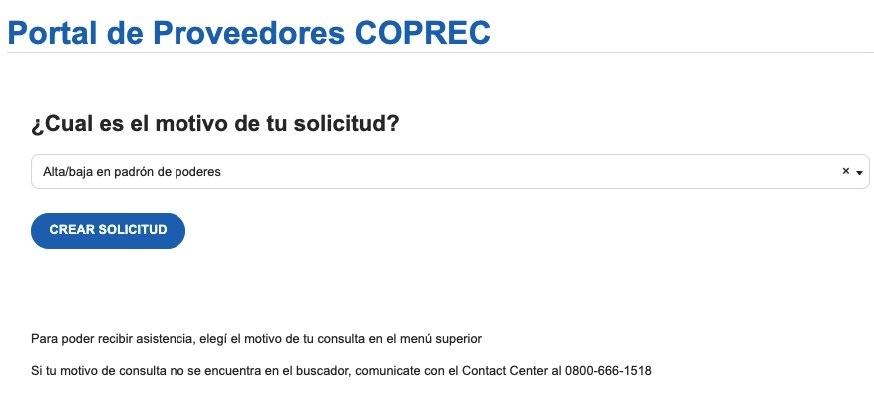 Portal de Proveedores COPREC
¿Cual es el motivo de tu solicitud?
Alta/baja en padrón de poderes
CREAR SOLICITUD
Para poder recibir asistencia, elegí el motivo de tu consulta en el menú superior
Si tu motivo de consulta no se encuentra en el buscador, comunicate con el Contact Center al 0800-666-1518